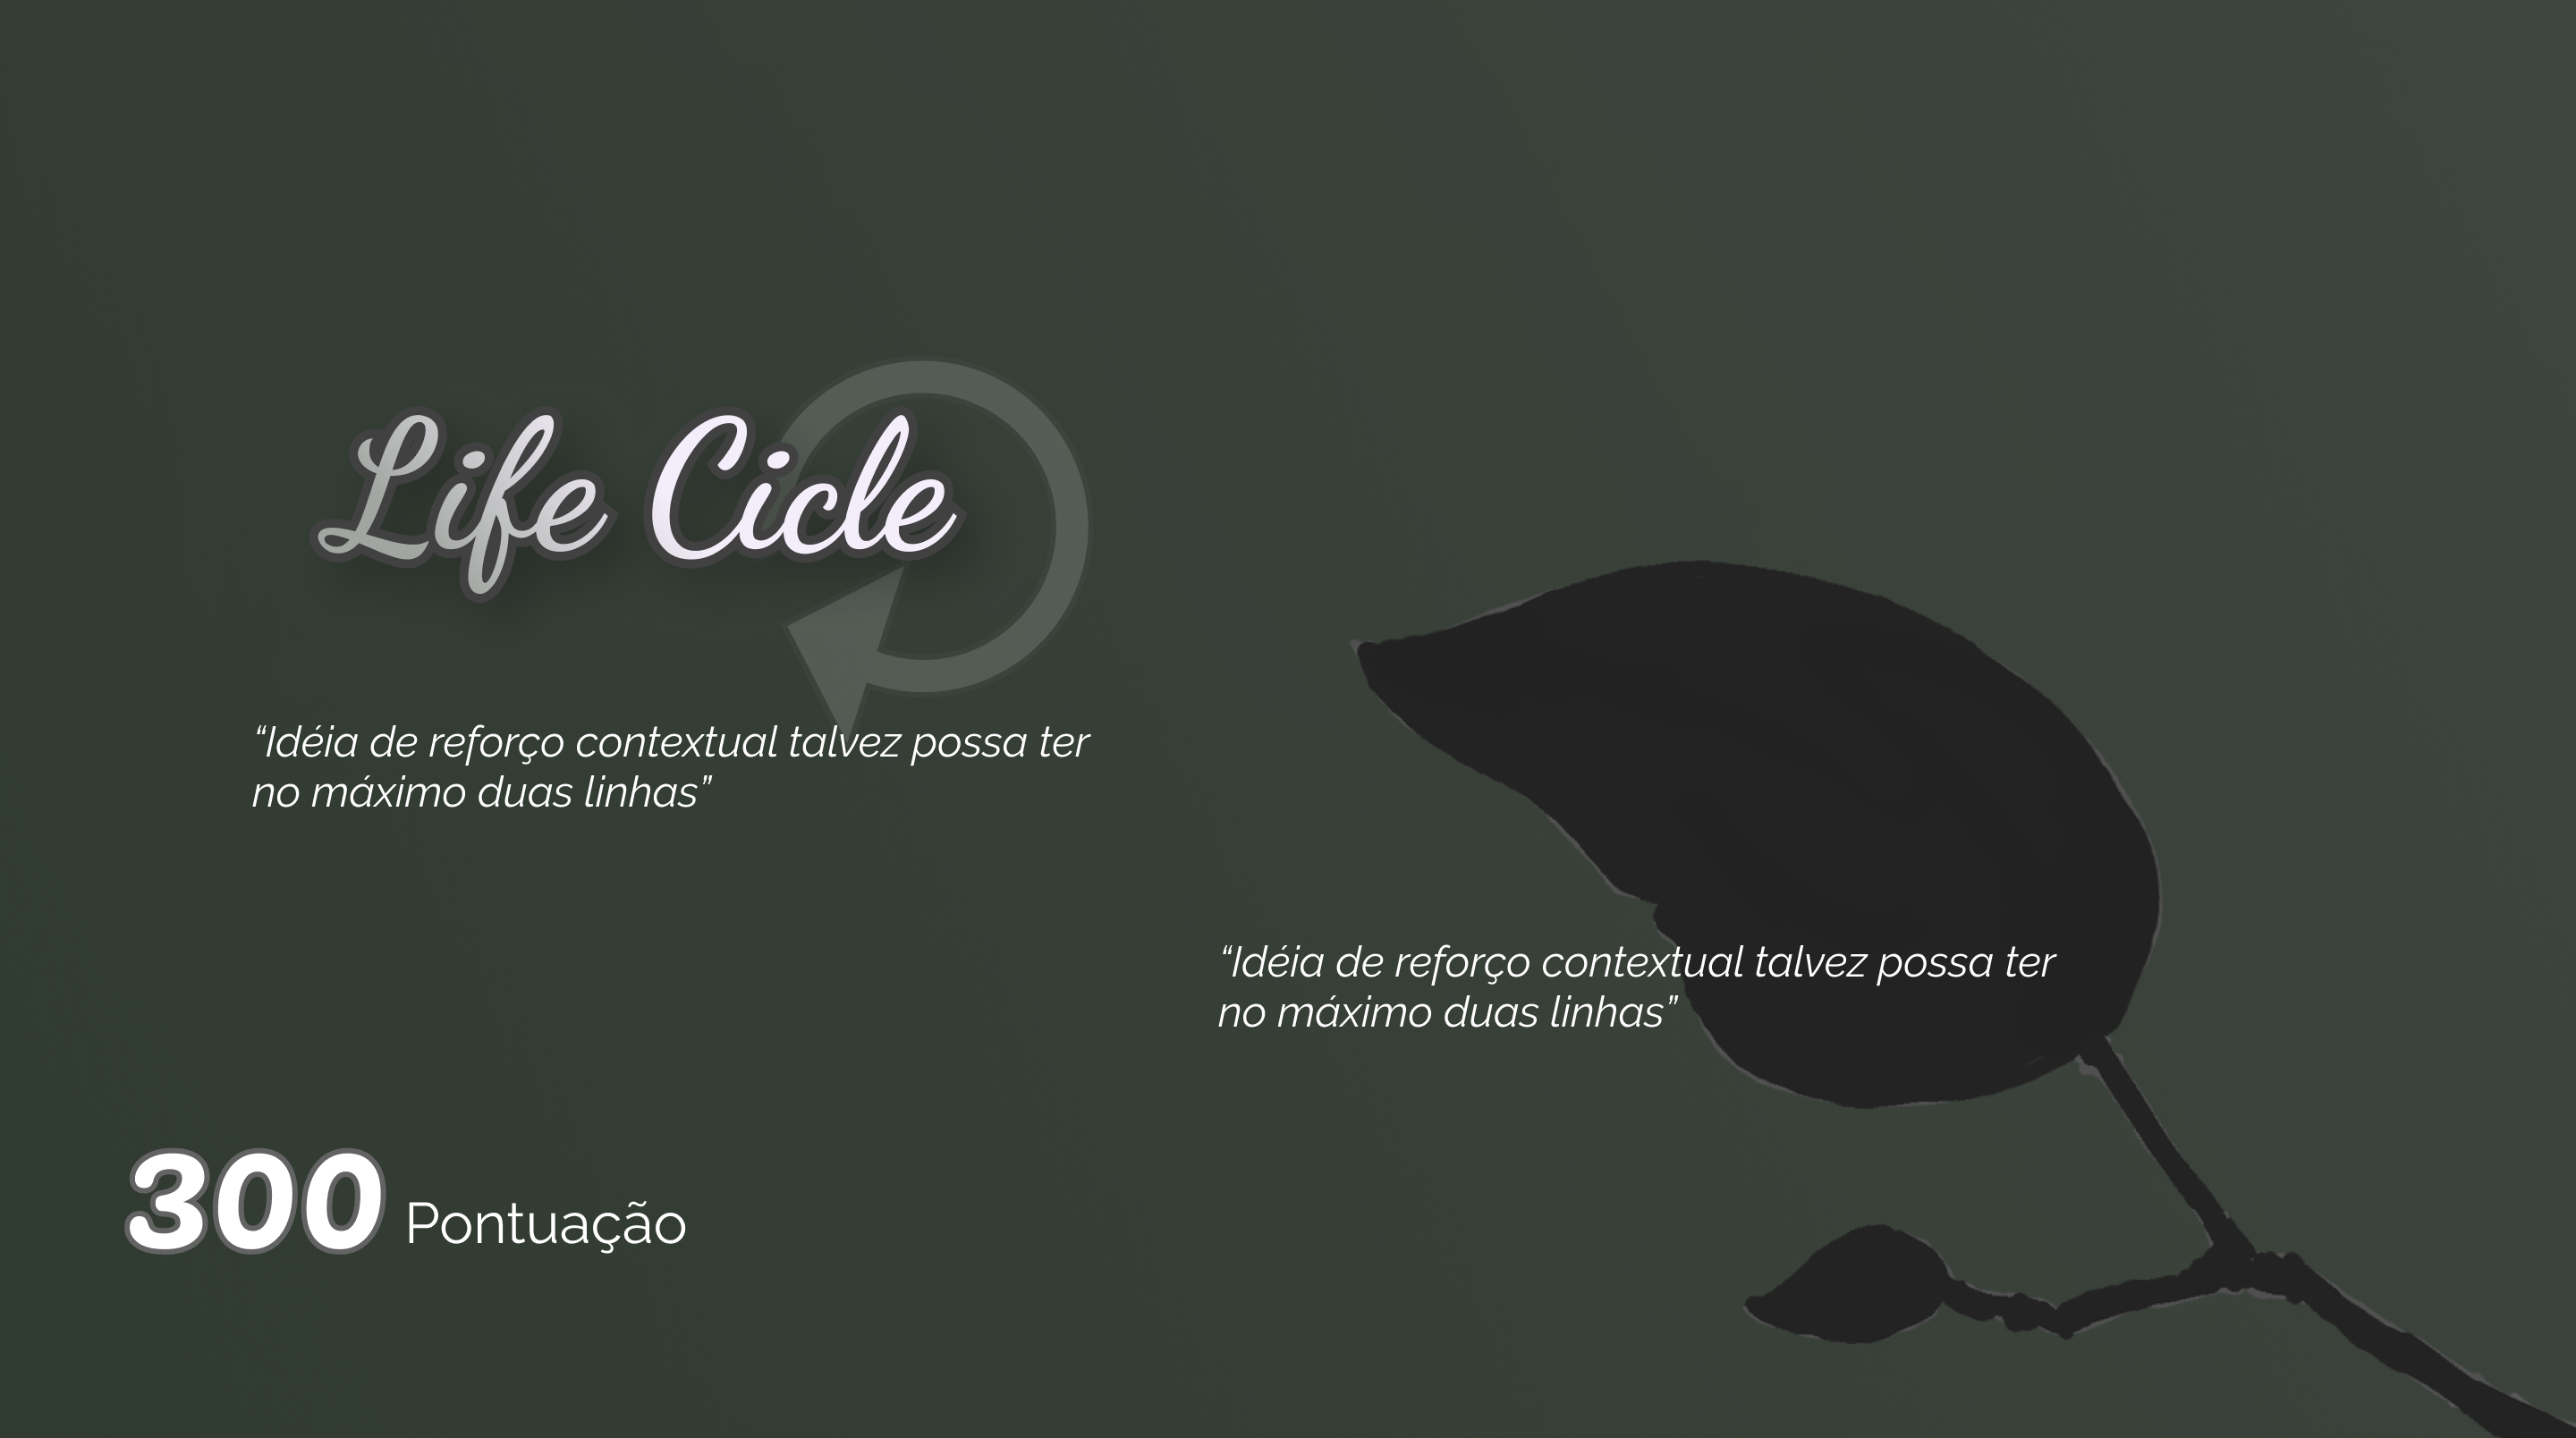 Life Cicle
“Idéia de reforço contextual talvez possa ter
no máximo duas linhas”
“Idéia de reforço contextual talvez possa ter
no máximo duas linhas”
300 Pontuação